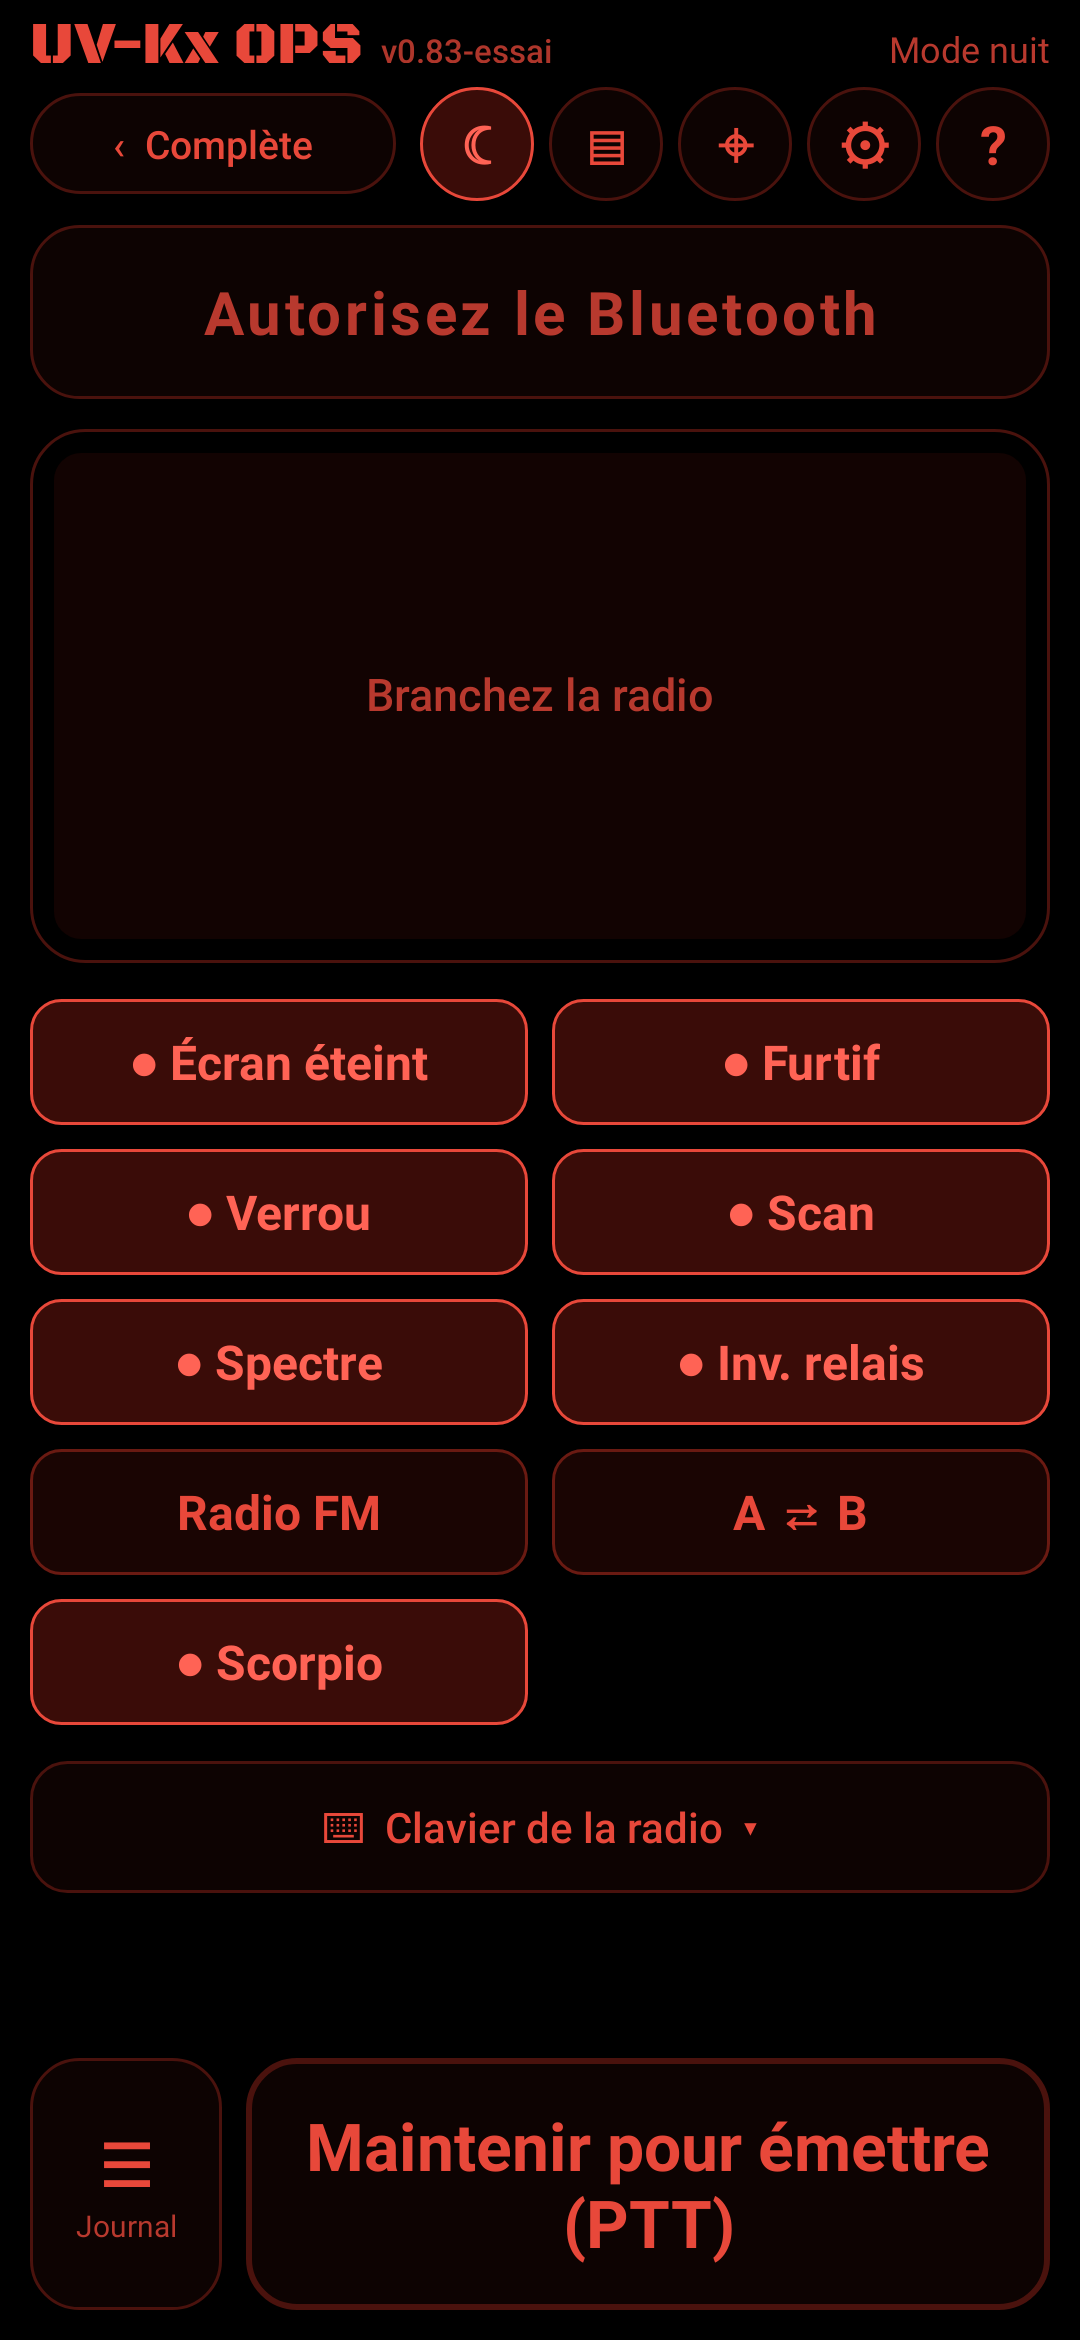 UV-Kx OPS v0.83-essai Mode nuit
‹ Complète ?
Autorisez le Bluetooth
Branchez la radio
● Écran éteint ● Furtif
● Verrou ● Scan
● Spectre ● Inv. relais
Radio FM A ⇄ B
● Scorpio
Clavier de la radio ▾
Journal
Maintenir pour émettre
(PTT)